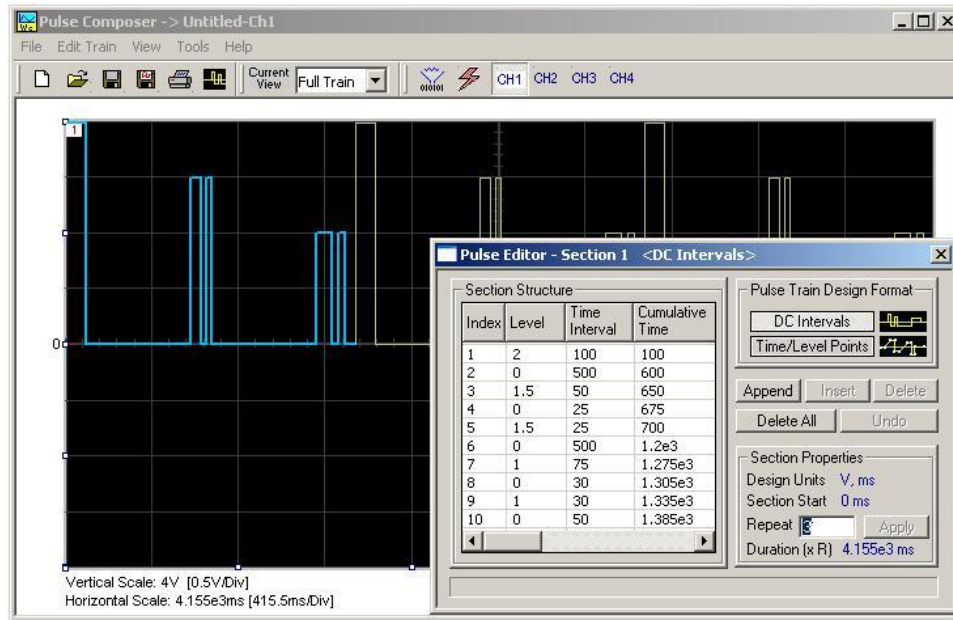 Pulse Composer -> Untitled-Ch1
File Edit Train View Tools Help
Current View Full Train 010101 CH1 CH2 CH3 CH4
1
0
Pulse Editor - Section 1 <DC Intervals>
Section Structure
Index Level Time Interval Cumulative Time
1 2 100 100
2 0 500 600
3 1.5 50 650
4 0 25 675
5 1.5 25 700
6 0 500 1.2e3
7 1 75 1.275e3
8 0 30 1.305e3
9 1 30 1.335e3
10 0 50 1.385e3
Pulse Train Design Format
DC Intervals
Time/Level Points
Append Insert Delete
Delete All Undo
Section Properties
Design Units V, ms
Section Start 0 ms
Repeat 3 Apply
Duration (x R) 4.155e3 ms
Vertical Scale: 4V [0.5V/Div]
Horizontal Scale: 4.155e3ms [415.5ms/Div]